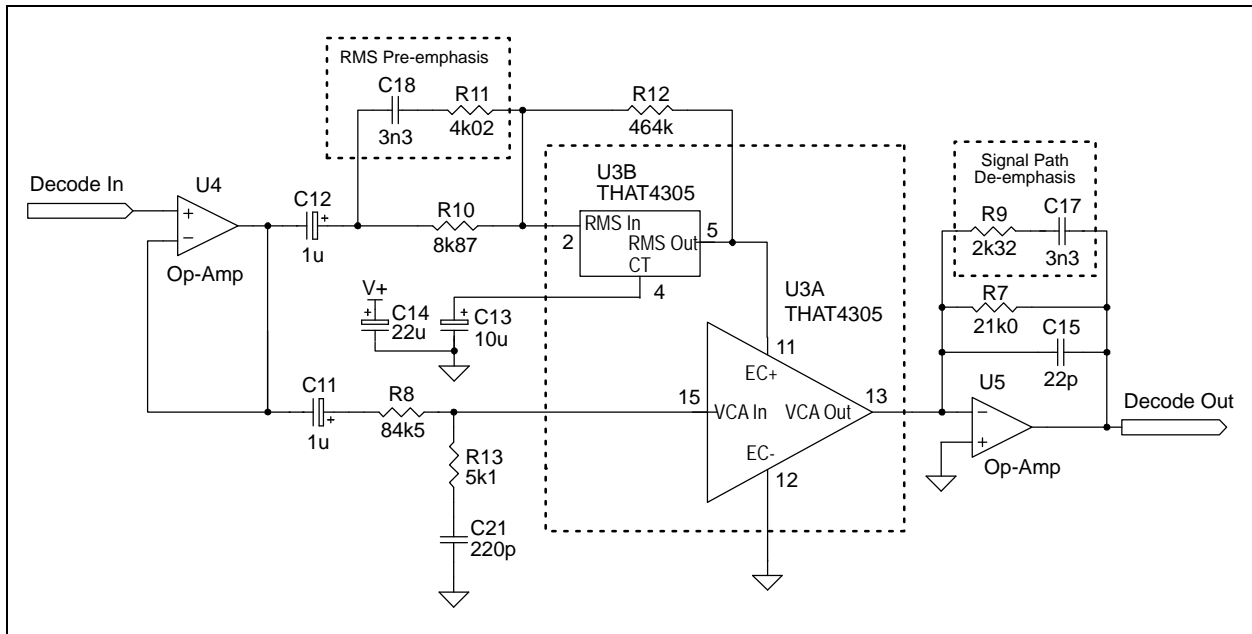 RMS Pre-emphasis
C18
3n3
R11
4k02
R12
464k
Decode In
U4
+
−
Op-Amp
C12
+
1u
R10
8k87
U3B
THAT4305
RMS In
2
RMS Out
5
CT
4
V+
+
C14
22u
+
C13
10u
U3A
THAT4305
11
EC+
15
VCA In
VCA Out
13
EC-
12
C11
+
1u
R8
84k5
R13
5k1
C21
220p
Signal Path
De-emphasis
R9
2k32
C17
3n3
R7
21k0
C15
22p
U5
−
+
Op-Amp
Decode Out